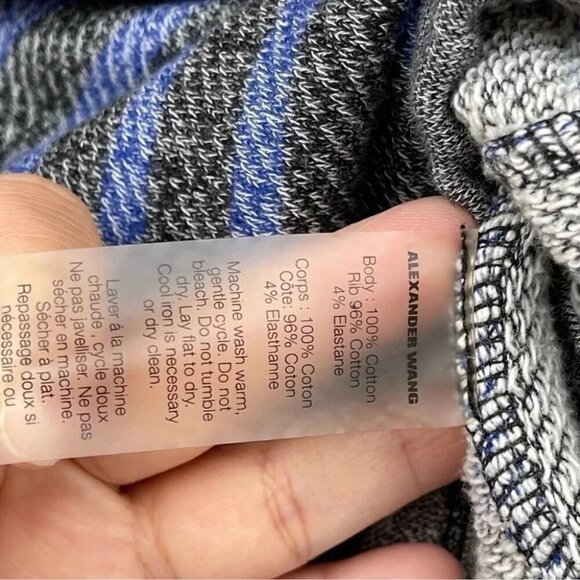 ALEXANDER WANG
Body : 100% Cotton
Rib 96% Cotton
4% Elastane
Corps : 100% Coton
Côte: 96% Coton
4% Elasthanne
Machine wash warm,
gentle cycle. Do not
bleach. Do not tumble
dry. Lay flat to dry.
Cool iron is necessary
or dry clean.
Laver á la machine
chaude , cycle doux
Ne pas javelliser. Ne pas
sécher en machine.
Sécher á plat.
Repassage doux si
nécessaire ou